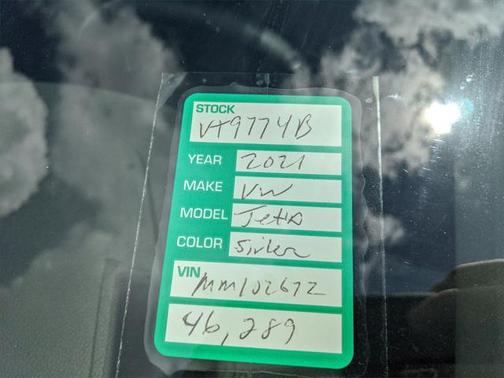 STOCK
VT9774B
YEAR 2021
MAKE VW
MODEL Jetta
COLOR Silver
VIN
MM102672
46,289